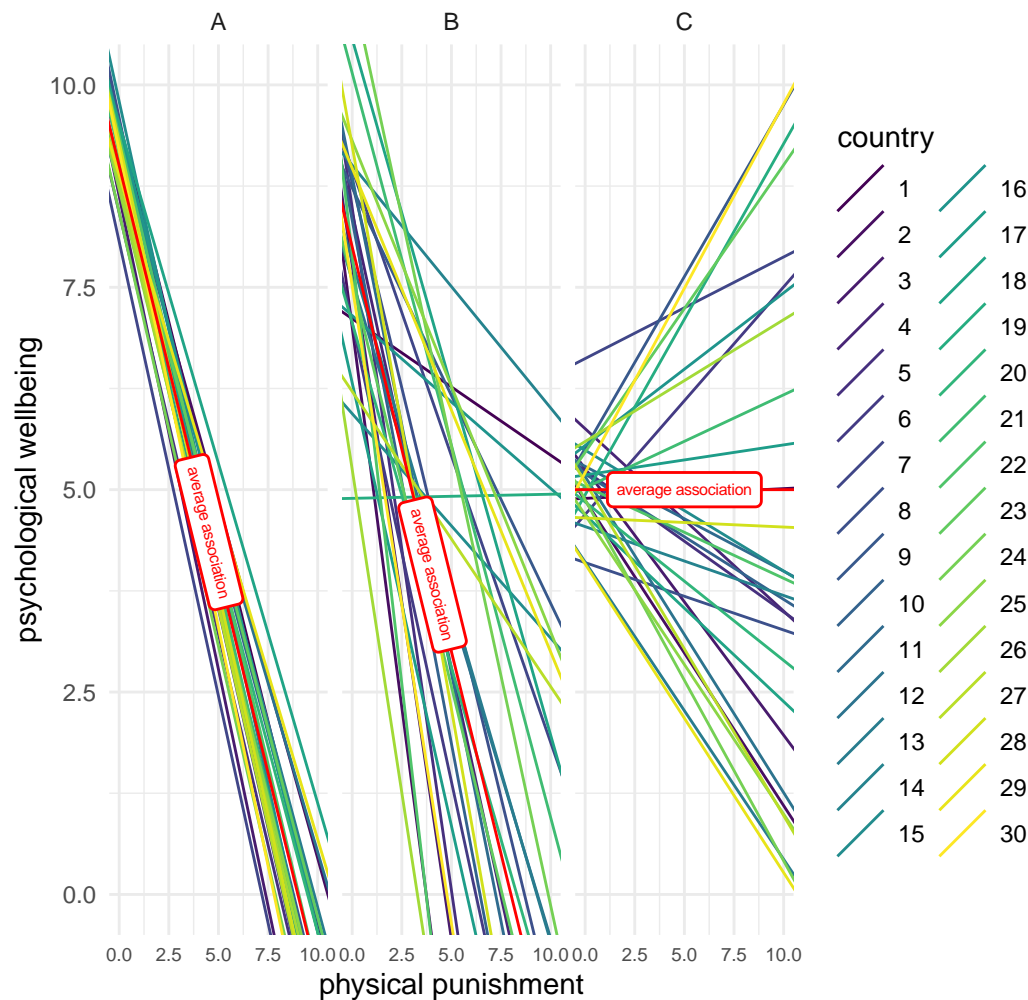 A B C
psychological wellbeing
10.0
7.5
5.0
2.5
0.0
average association
average association
average association
0.0 2.5 5.0 7.5 10.0 0.0 2.5 5.0 7.5 10.0 0.0 2.5 5.0 7.5 10.0
physical punishment
country
1 16
2 17
3 18
4 19
5 20
6 21
7 22
8 23
9 24
10 25
11 26
12 27
13 28
14 29
15 30